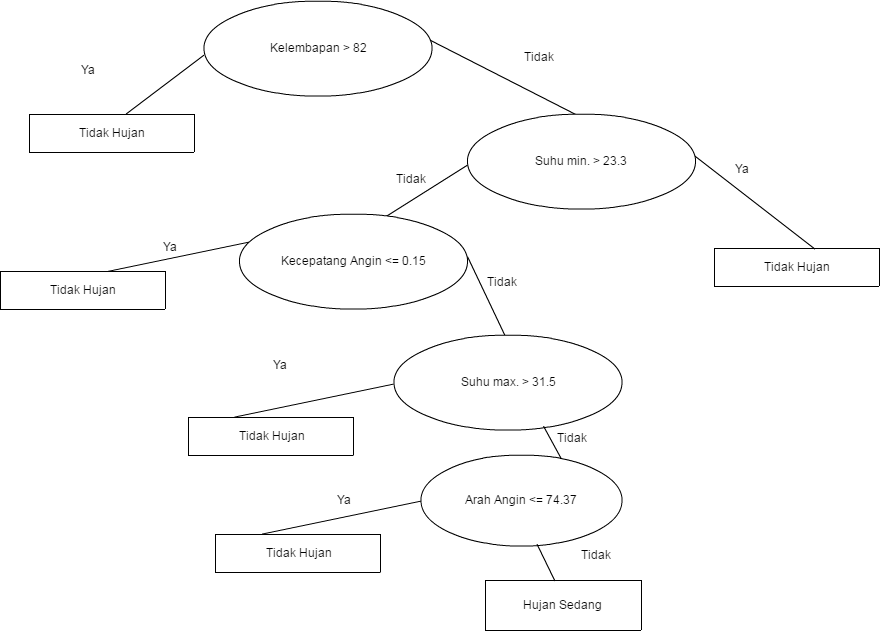 Kelembapan > 82
Ya
Tidak
Tidak Hujan
Suhu min. > 23.3
Tidak
Ya
Ya
Kecepatang Angin <= 0.15
Tidak Hujan
Tidak
Tidak Hujan
Ya
Suhu max. > 31.5
Tidak Hujan
Tidak
Ya
Arah Angin <= 74.37
Tidak Hujan
Tidak
Hujan Sedang